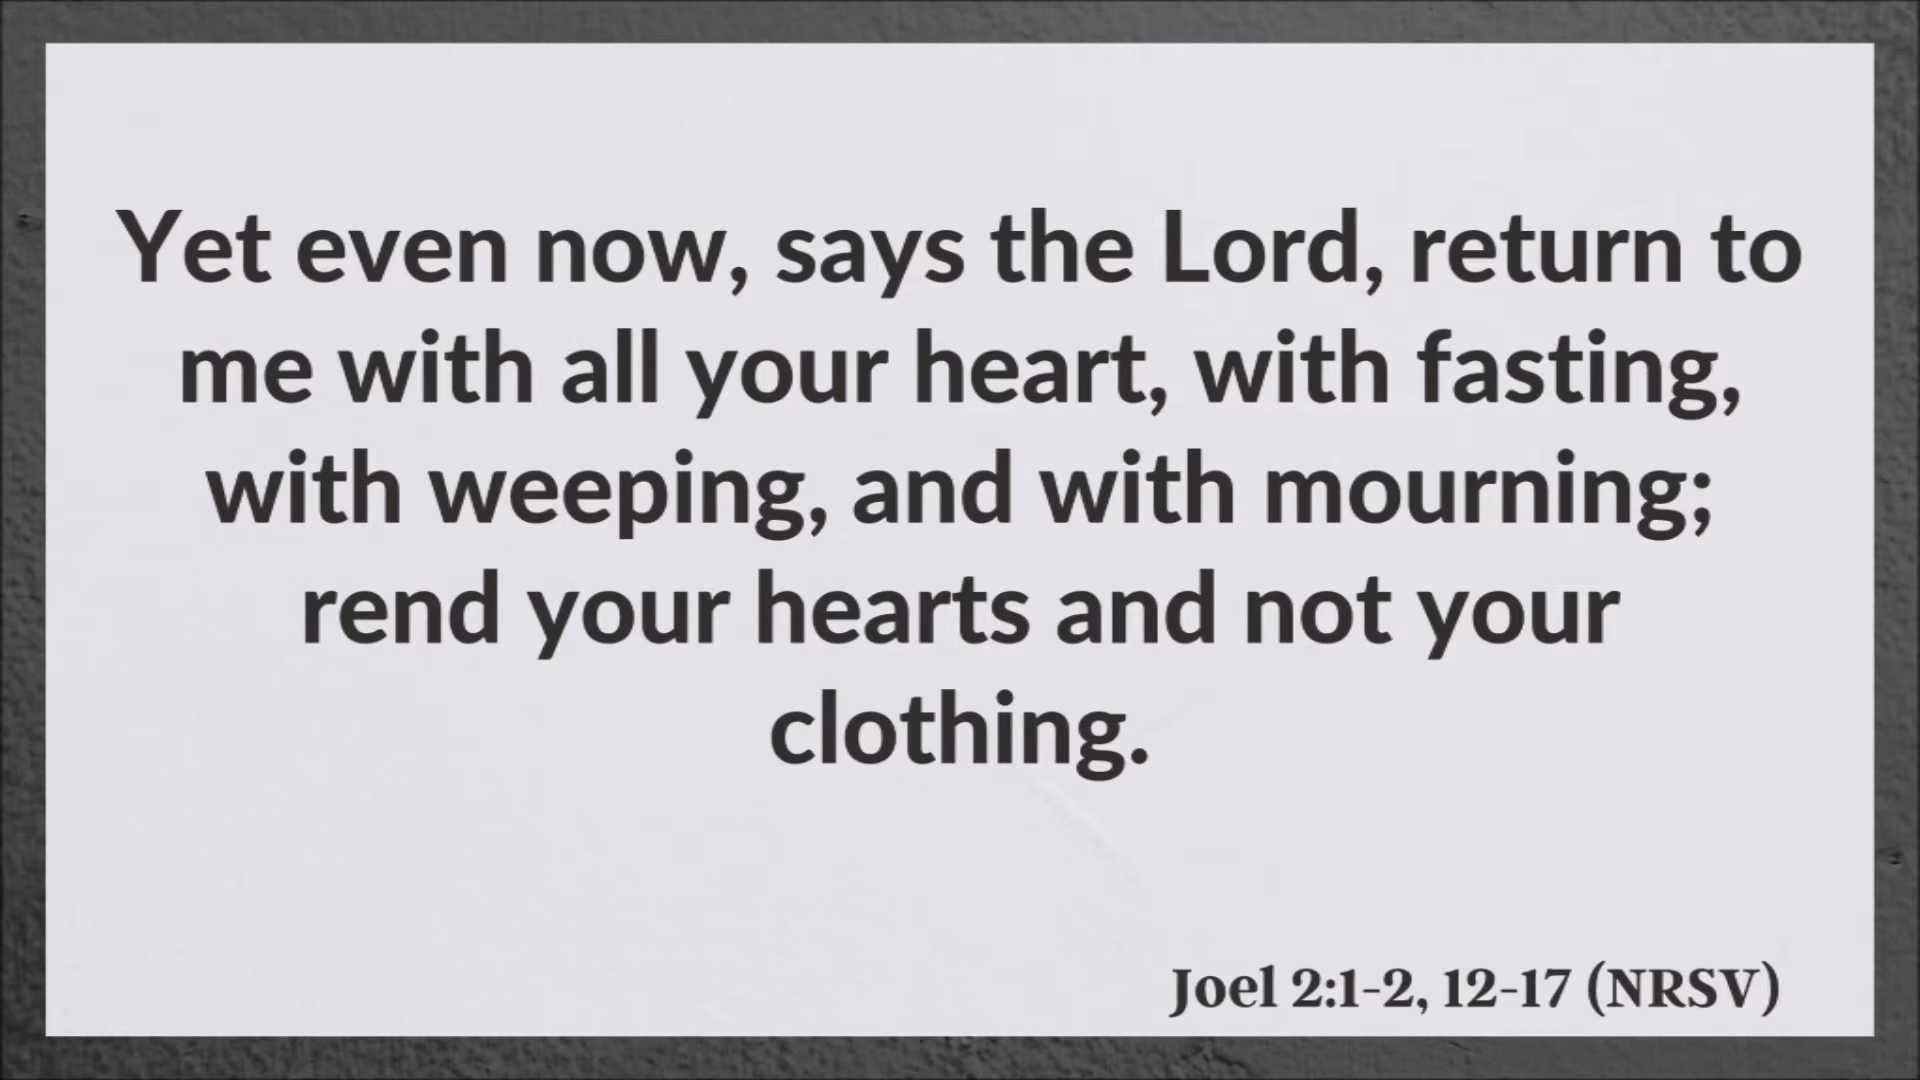 Yet even now, says the Lord, return to
me with all your heart, with fasting,
with weeping, and with mourning;
rend your hearts and not your
clothing.
Joel 2:1-2, 12-17 (NRSV)